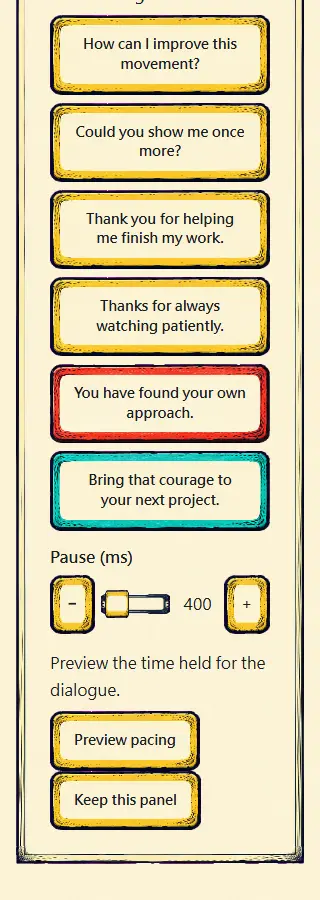 How can I improve this
movement?
Could you show me once
more?
Thank you for helping
me finish my work.
Thanks for always
watching patiently.
You have found your own
approach.
Bring that courage to
your next project.
Pause (ms)
− 400 +
Preview the time held for the
dialogue.
Preview pacing
Keep this panel